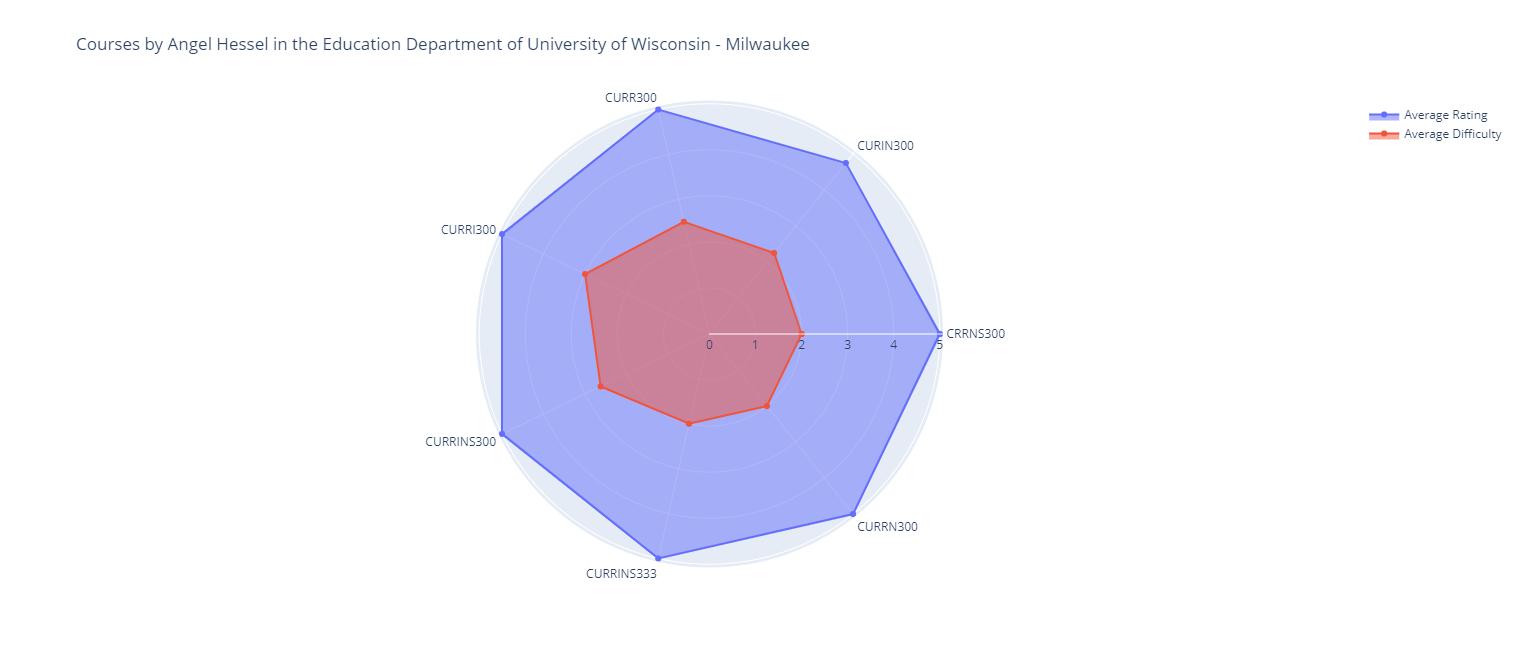 Courses by Angel Hessel in the Education Department of University of Wisconsin - Milwaukee
CURR300
Average Rating
Average Difficulty
CURIN300
CURRI300
CRRNS300
0 1 2 3 4 5
CURRINS300
CURRN300
CURRINS333